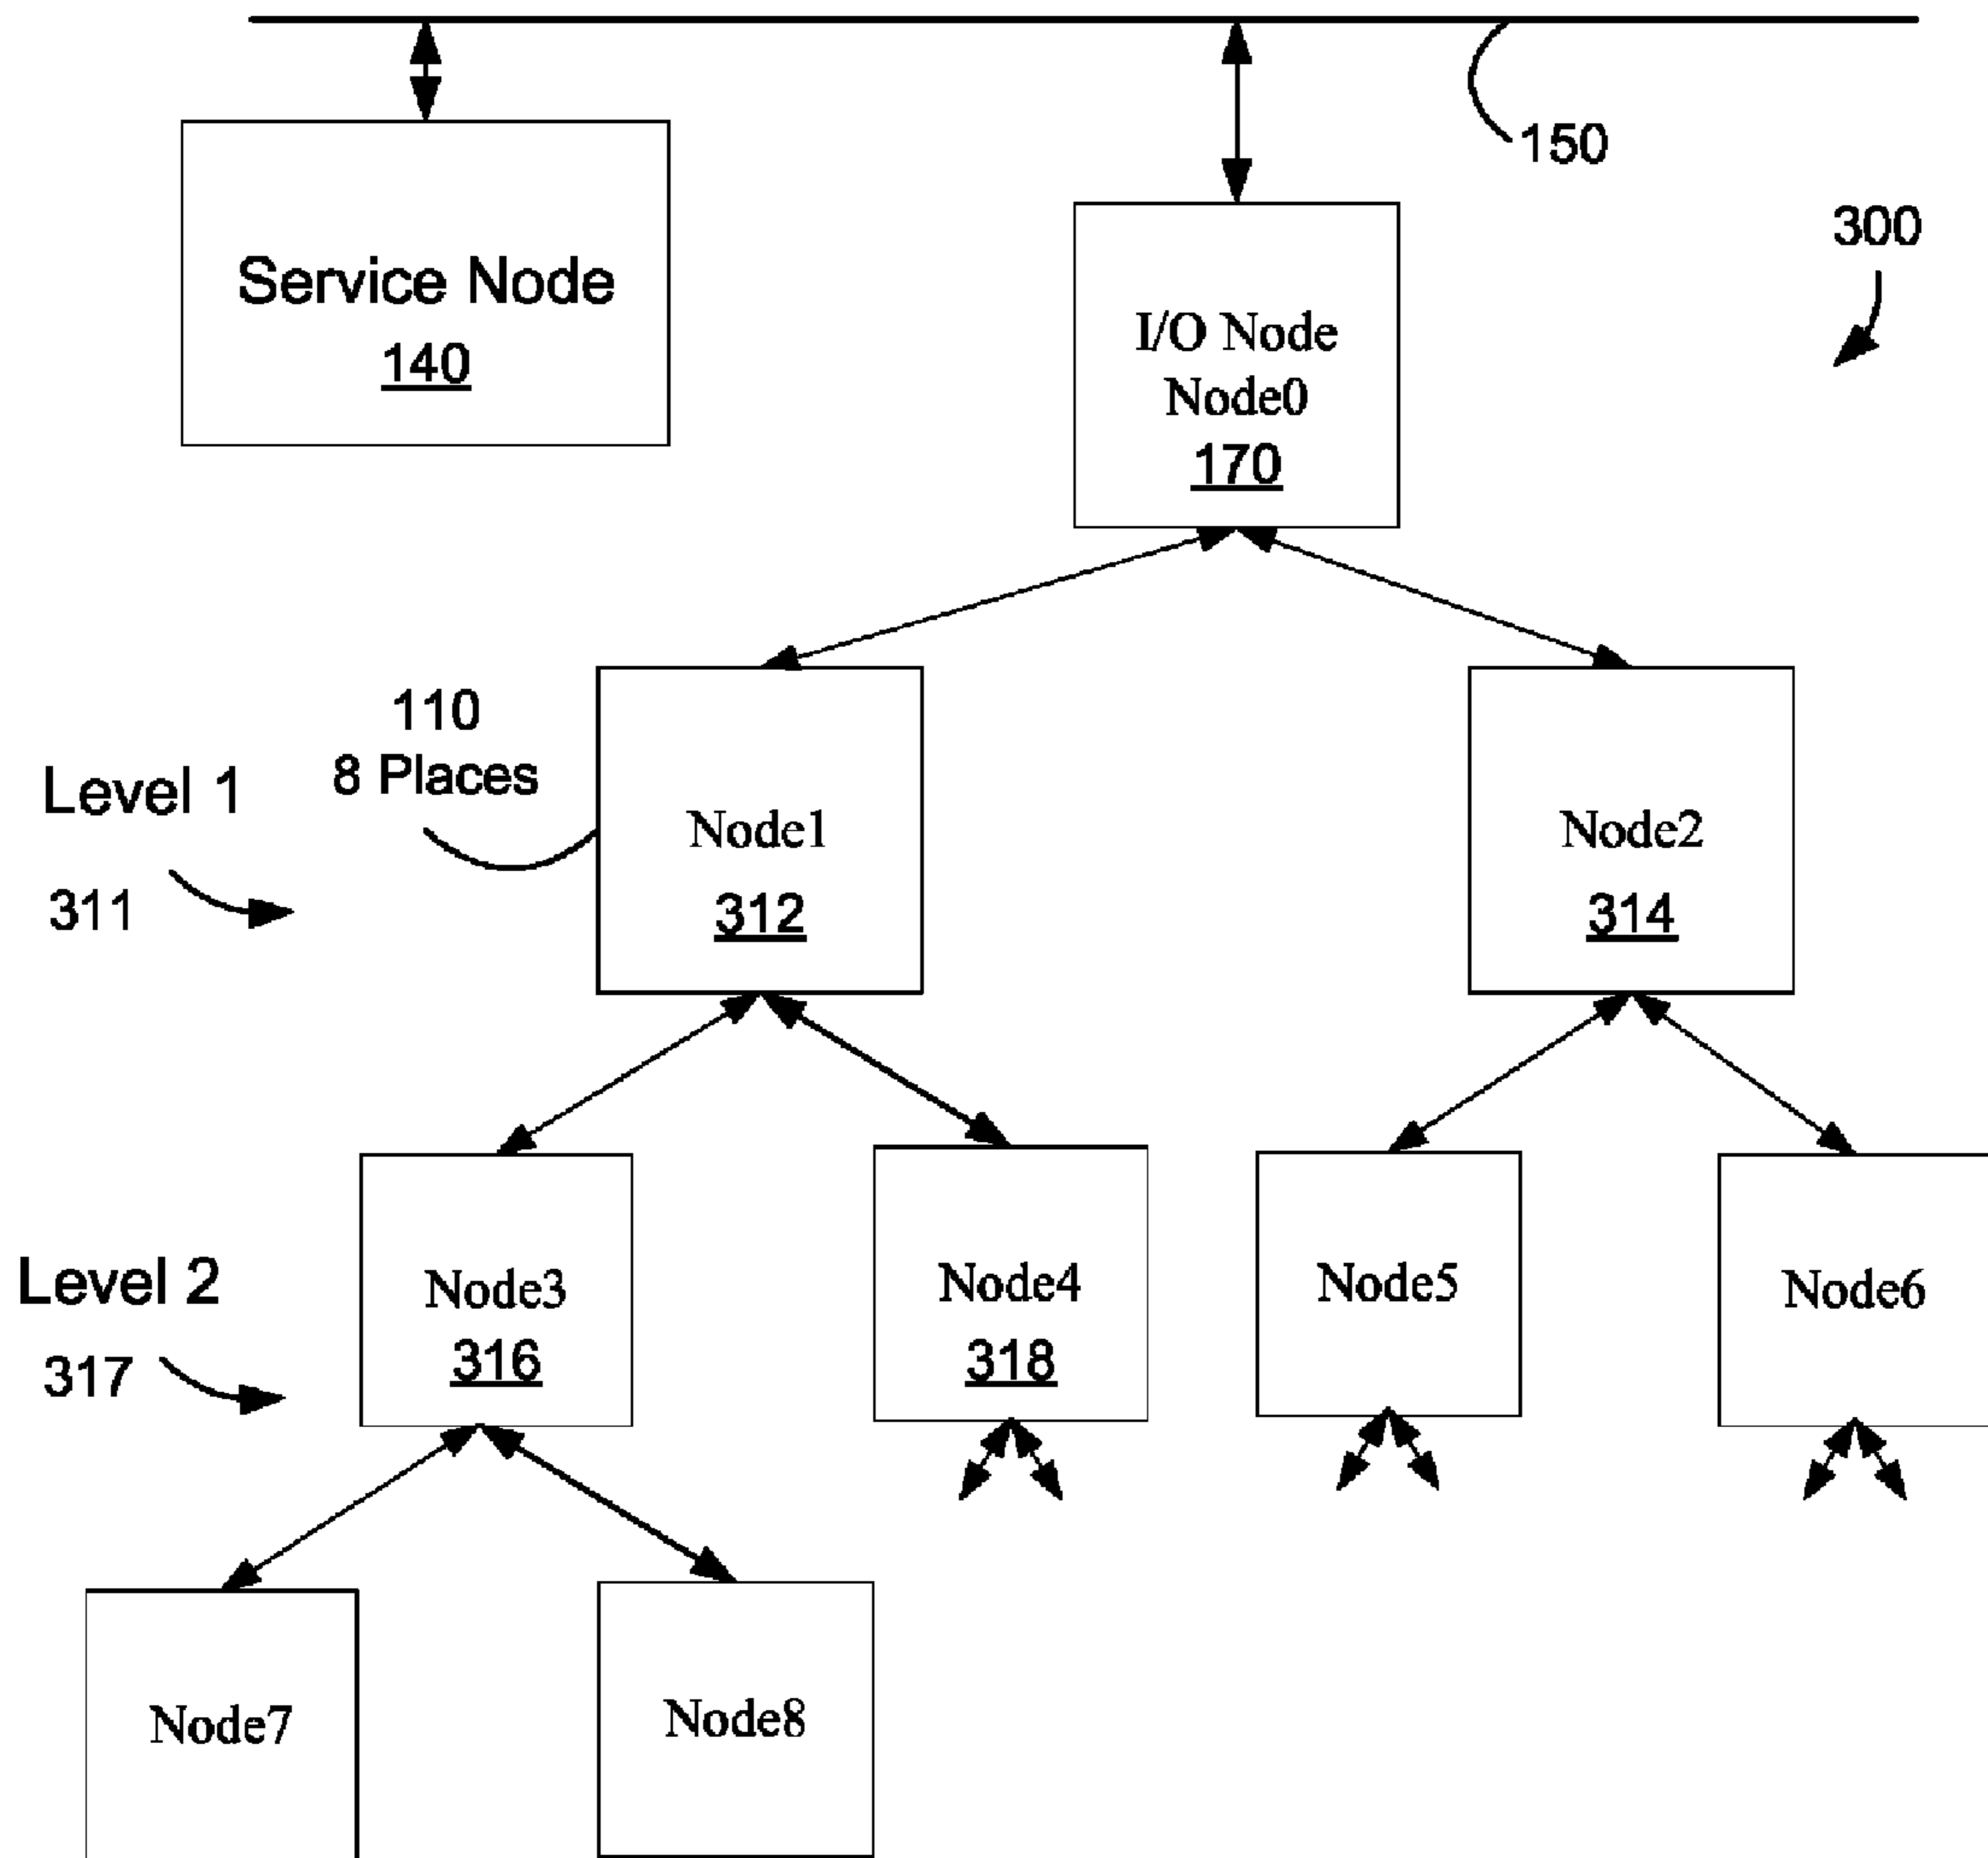 150
300
Service Node
140
I/O Node
Node0
170
110
8 Places
Level 1
311
Node1
312
Node2
314
Level 2
317
Node3
316
Node4
318
Node5
Node6
Node7
Node8